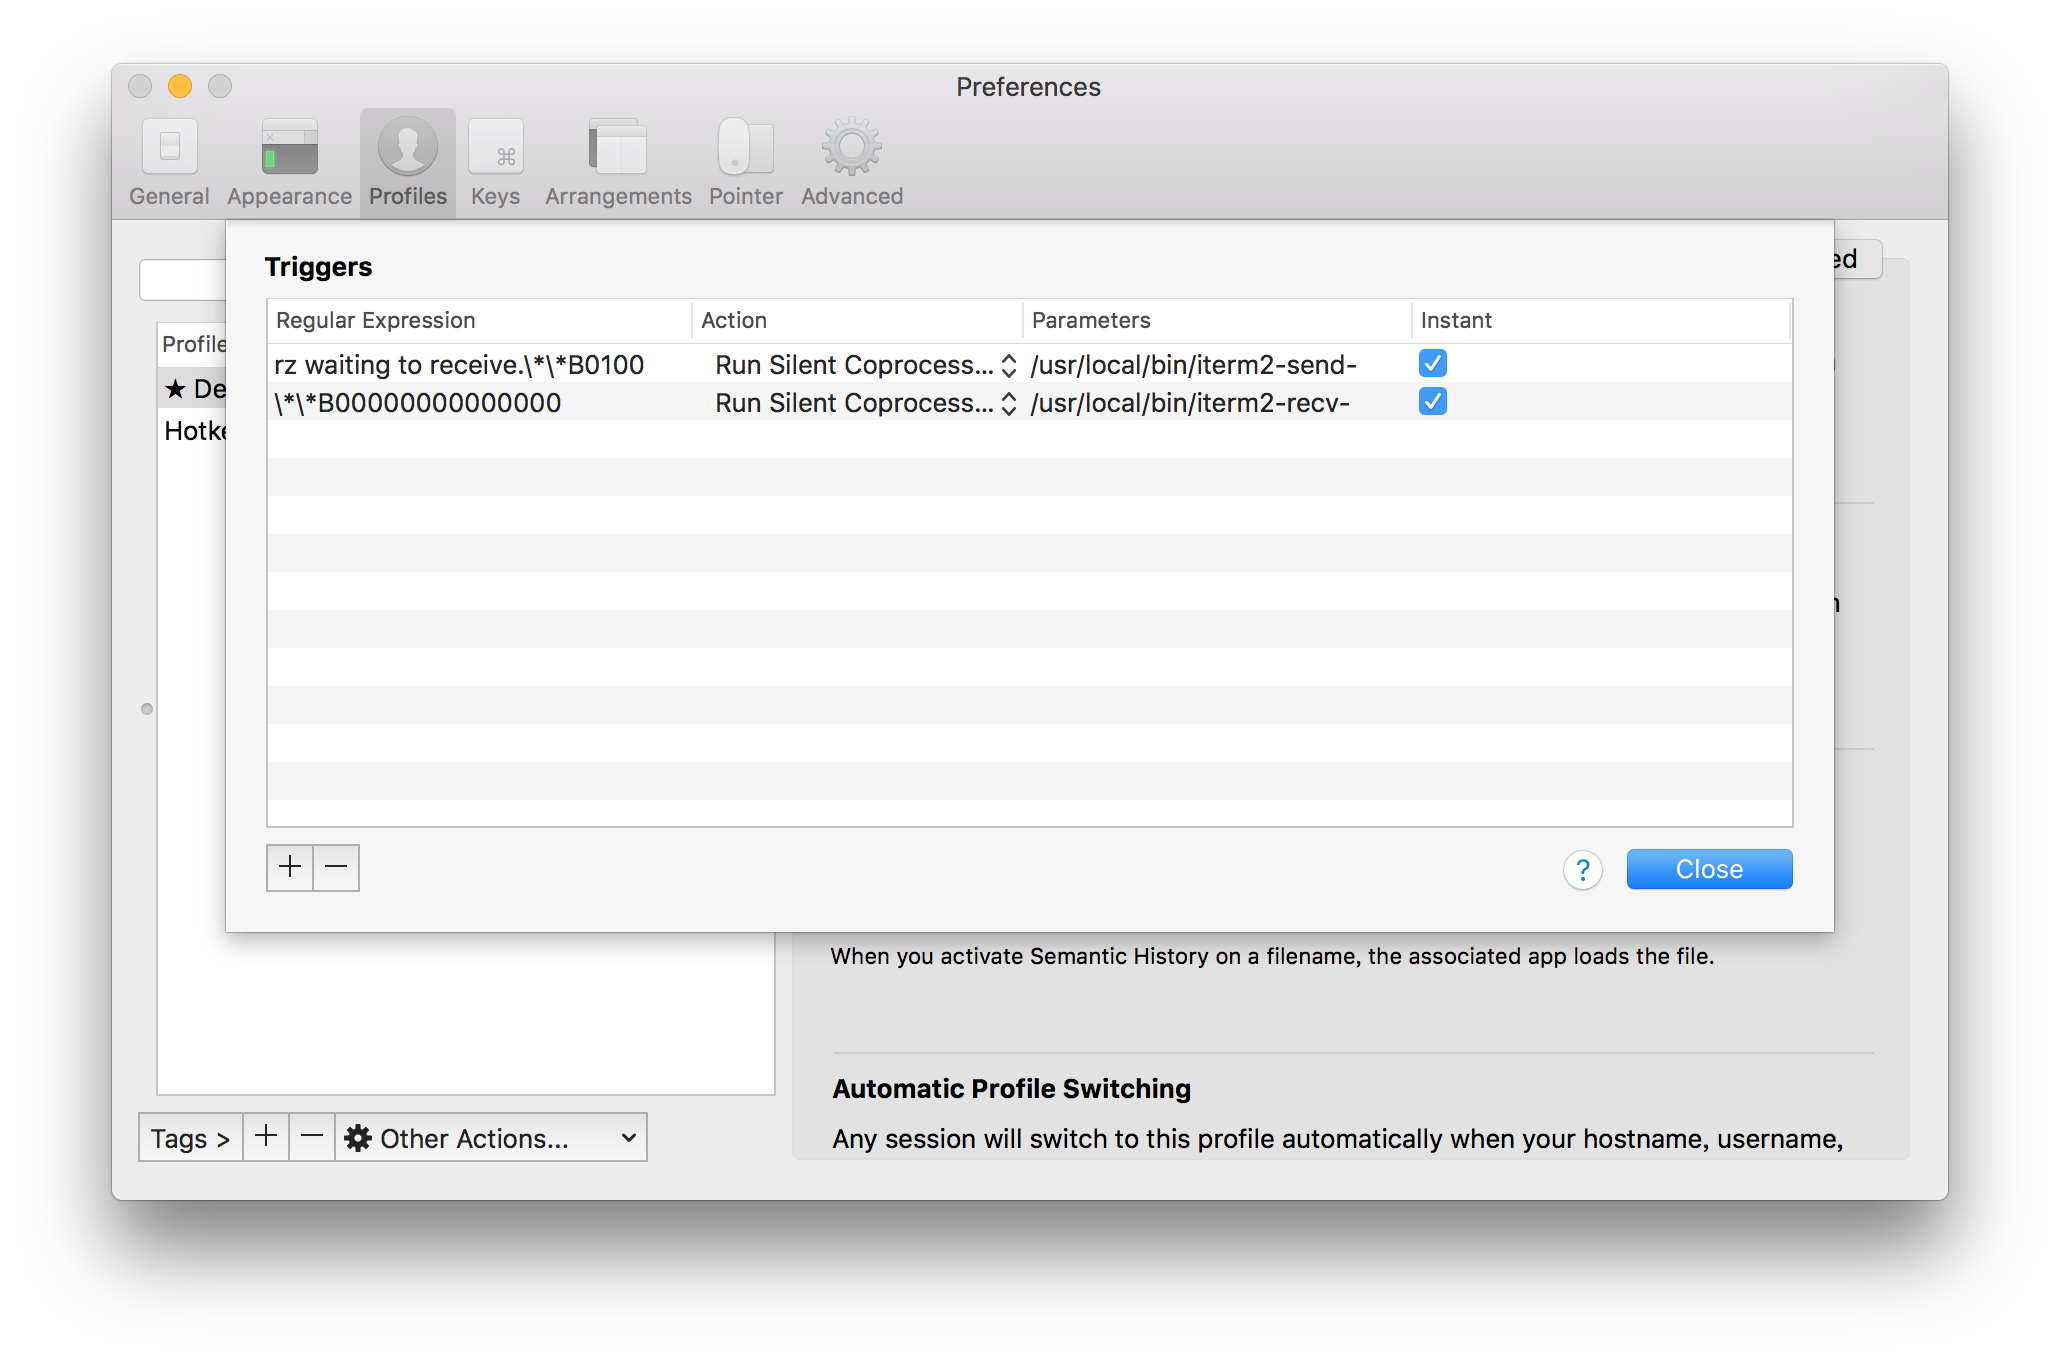 Preferences
General Appearance Profiles Keys Arrangements Pointer Advanced
Triggers
Regular Expression Action Parameters Instant
rz waiting to receive.\*\*B0100 Run Silent Coprocess... /usr/local/bin/iterm2-send-
\*\*B00000000000000 Run Silent Coprocess... /usr/local/bin/iterm2-recv-
Profile
★ De
Hotke
ed
+ − ? Close
When you activate Semantic History on a filename, the associated app loads the file.
Automatic Profile Switching
Any session will switch to this profile automatically when your hostname, username,
Tags > + − Other Actions...